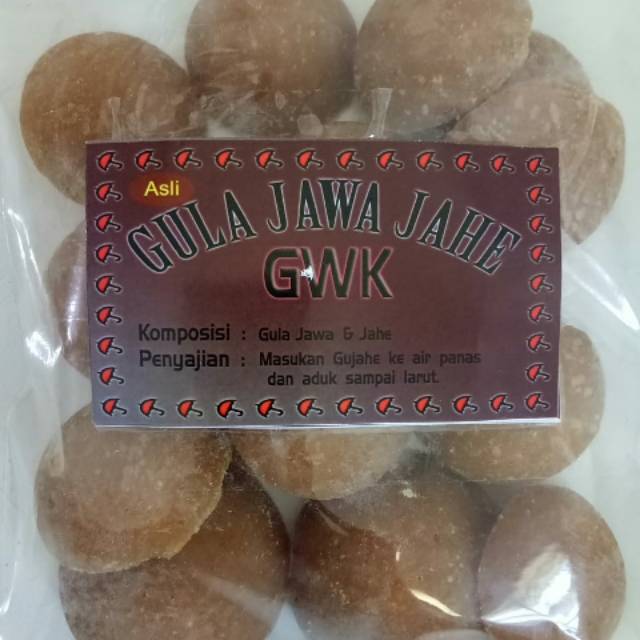 Asli
GULA JAWA JAHE
GWK
Komposisi : Gula Jawa & Jahe
Penyajian : Masukan Gujahe ke air panas
dan aduk sampai larut.